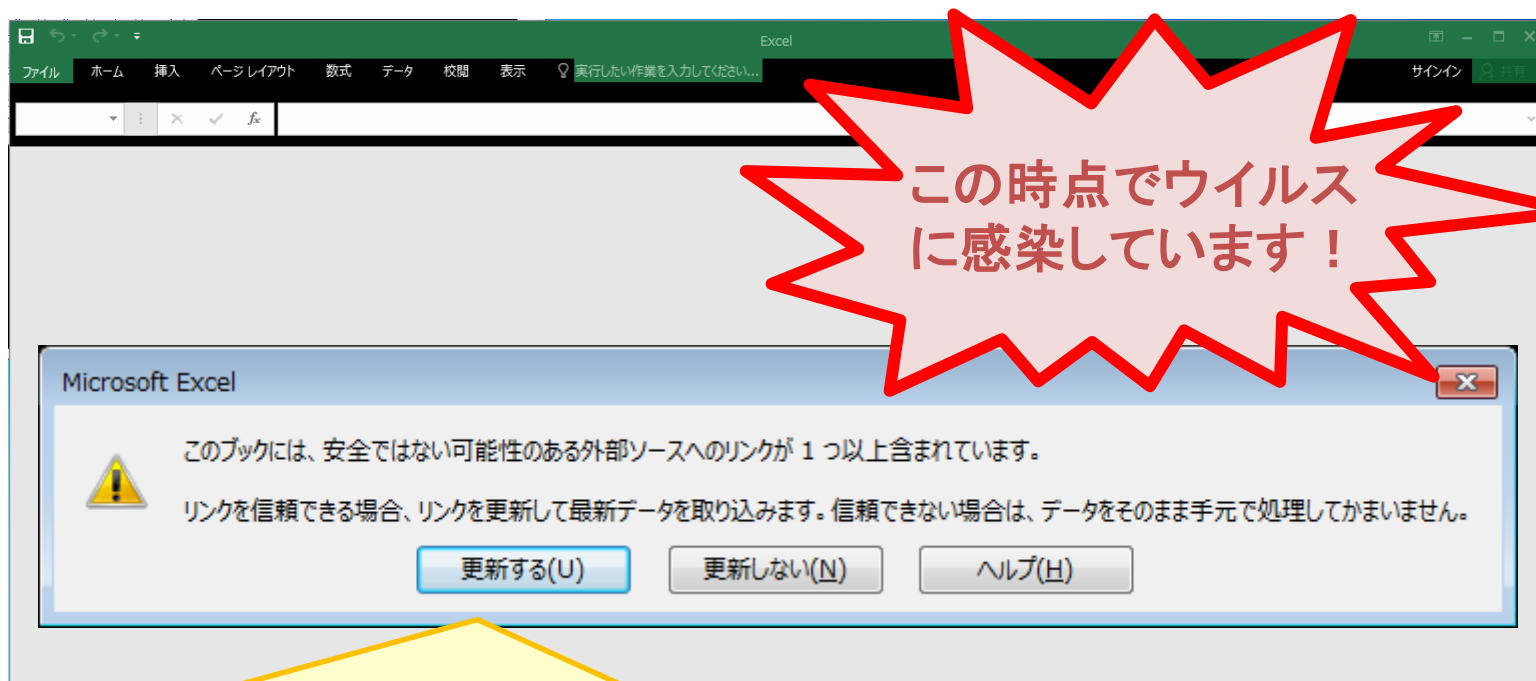 Excel
ファイル ホーム 挿入 ページ レイアウト 数式 データ 校閲 表示 実行したい作業を入力してください... サインイン 共有
fx
この時点でウイルス
に感染しています！
Microsoft Excel
このブックには、安全ではない可能性のある外部ソースへのリンクが 1 つ以上含まれています。
リンクを信頼できる場合、リンクを更新して最新データを取り込みます。信頼できない場合は、データをそのまま手元で処理してかまいません。
更新する(U) 更新しない(N) ヘルプ(H)